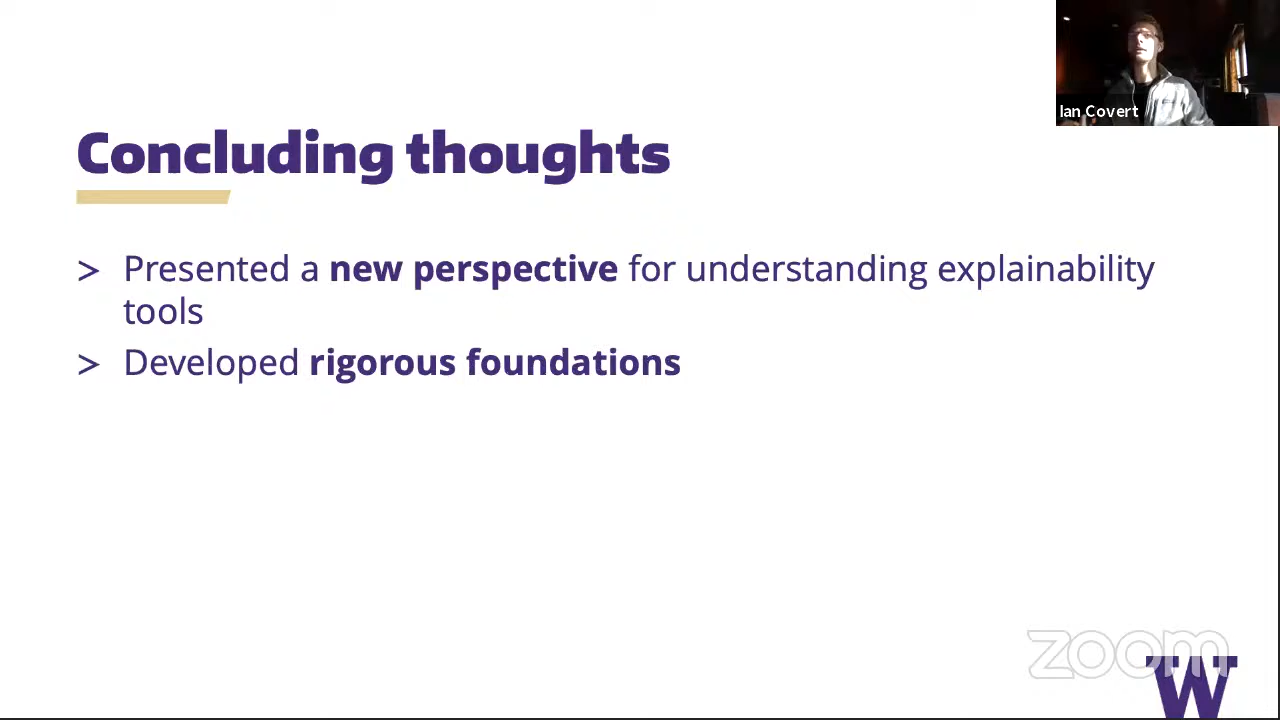 Ian Covert
Concluding thoughts
> Presented a new perspective for understanding explainability
tools
> Developed rigorous foundations
zoom
W